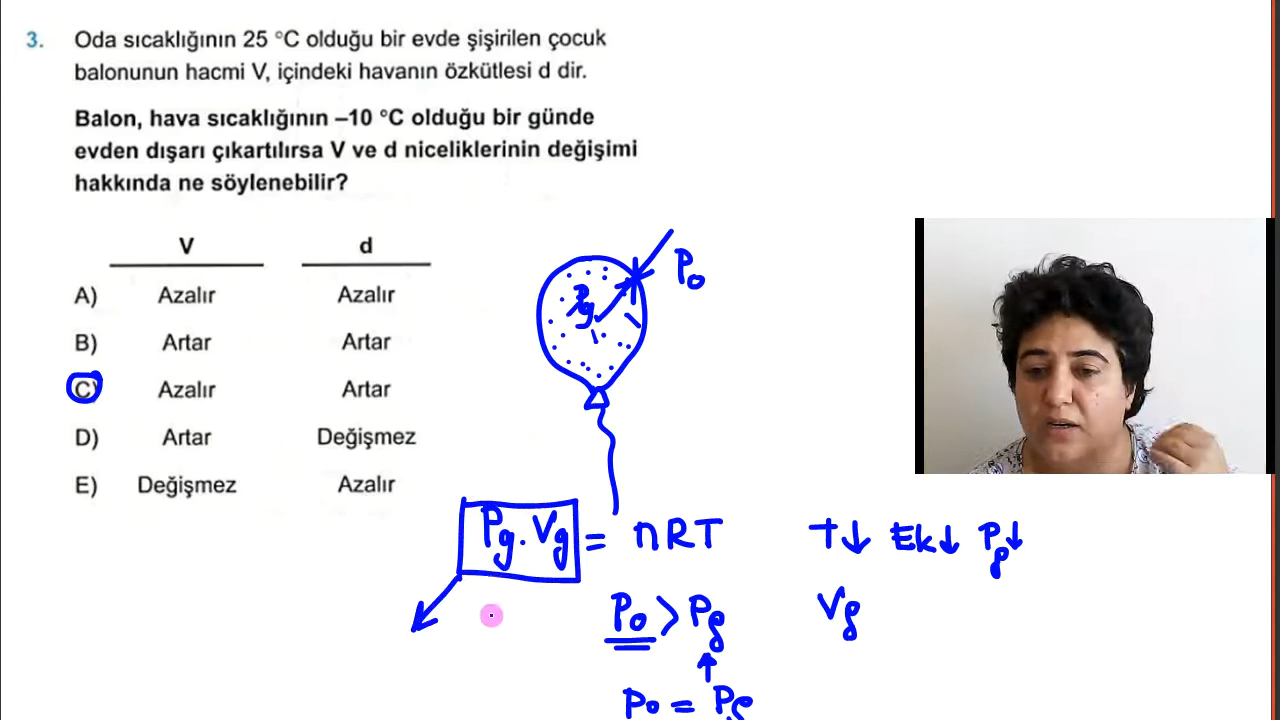 3. Oda sıcaklığının 25 °C olduğu bir evde şişirilen çocuk
balonunun hacmi V, içindeki havanın özkütlesi d dir.
Balon, hava sıcaklığının –10 °C olduğu bir günde
evden dışarı çıkartılırsa V ve d niceliklerinin değişimi
hakkında ne söylenebilir?
V d
A) Azalır Azalır
B) Artar Artar
C) Azalır Artar
D) Artar Değişmez
E) Değişmez Azalır
Po
Pg
Pg . Vg = nRT T↓ Ek↓ Pg↓
Po > Pg Vg
↑
Po = Pg